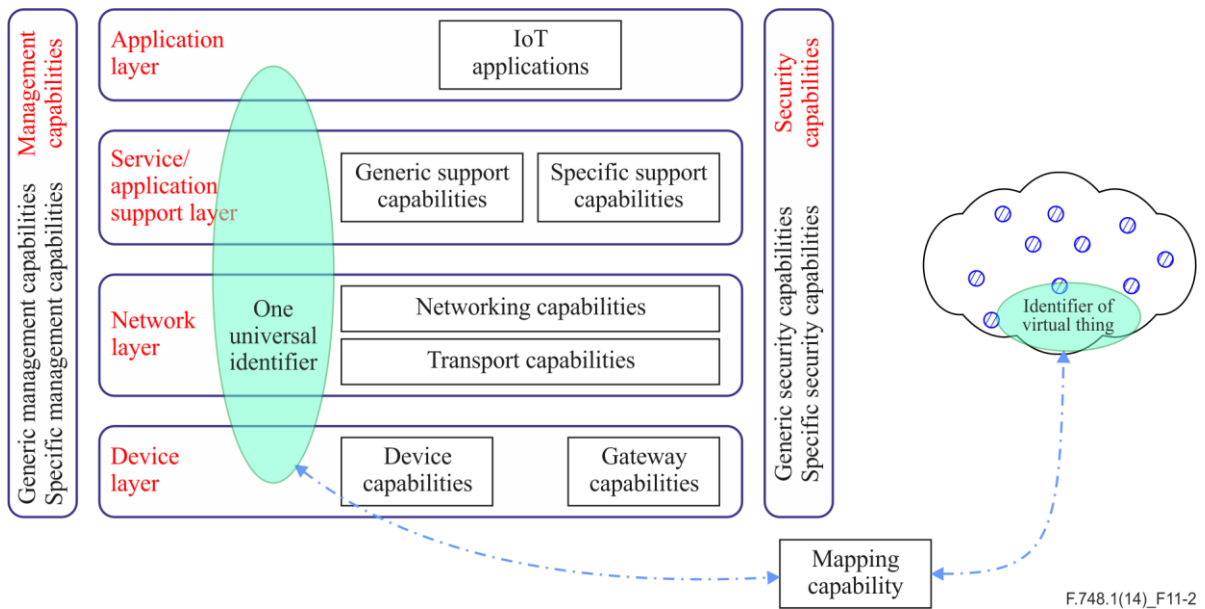 Management
capabilities
Generic management capabilities
Specific management capabilities
Application
layer
IoT
applications
Service/
application
support layer
Generic support
capabilities
Specific support
capabilities
Network
layer
One
universal
identifier
Networking capabilities
Transport capabilities
Device
layer
Device
capabilities
Gateway
capabilities
Security
capabilities
Generic security capabilities
Specific security capabilities
Identifier of
virtual thing
Mapping
capability
F.748.1(14)_F11-2